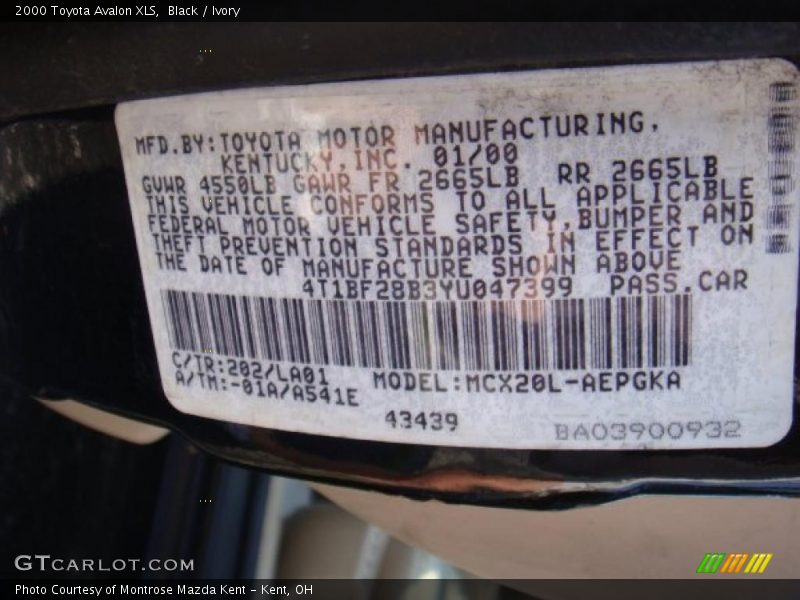 2000 Toyota Avalon XLS, Black / Ivory
MFD.BY:TOYOTA MOTOR MANUFACTURING,
KENTUCKY,INC. 01/00
GVWR 4550LB GAWR FR 2665LB RR 2665LB
THIS VEHICLE CONFORMS TO ALL APPLICABLE
FEDERAL MOTOR VEHICLE SAFETY,BUMPER AND
THEFT PREVENTION STANDARDS IN EFFECT ON
THE DATE OF MANUFACTURE SHOWN ABOVE
4T1BF28B3YU047399 PASS.CAR
C/TR:202/LA01
A/TM:-01A/A541E MODEL:MCX20L-AEPGKA
43439
BA03900932
GTCARLOT.COM
Photo Courtesy of Montrose Mazda Kent - Kent, OH